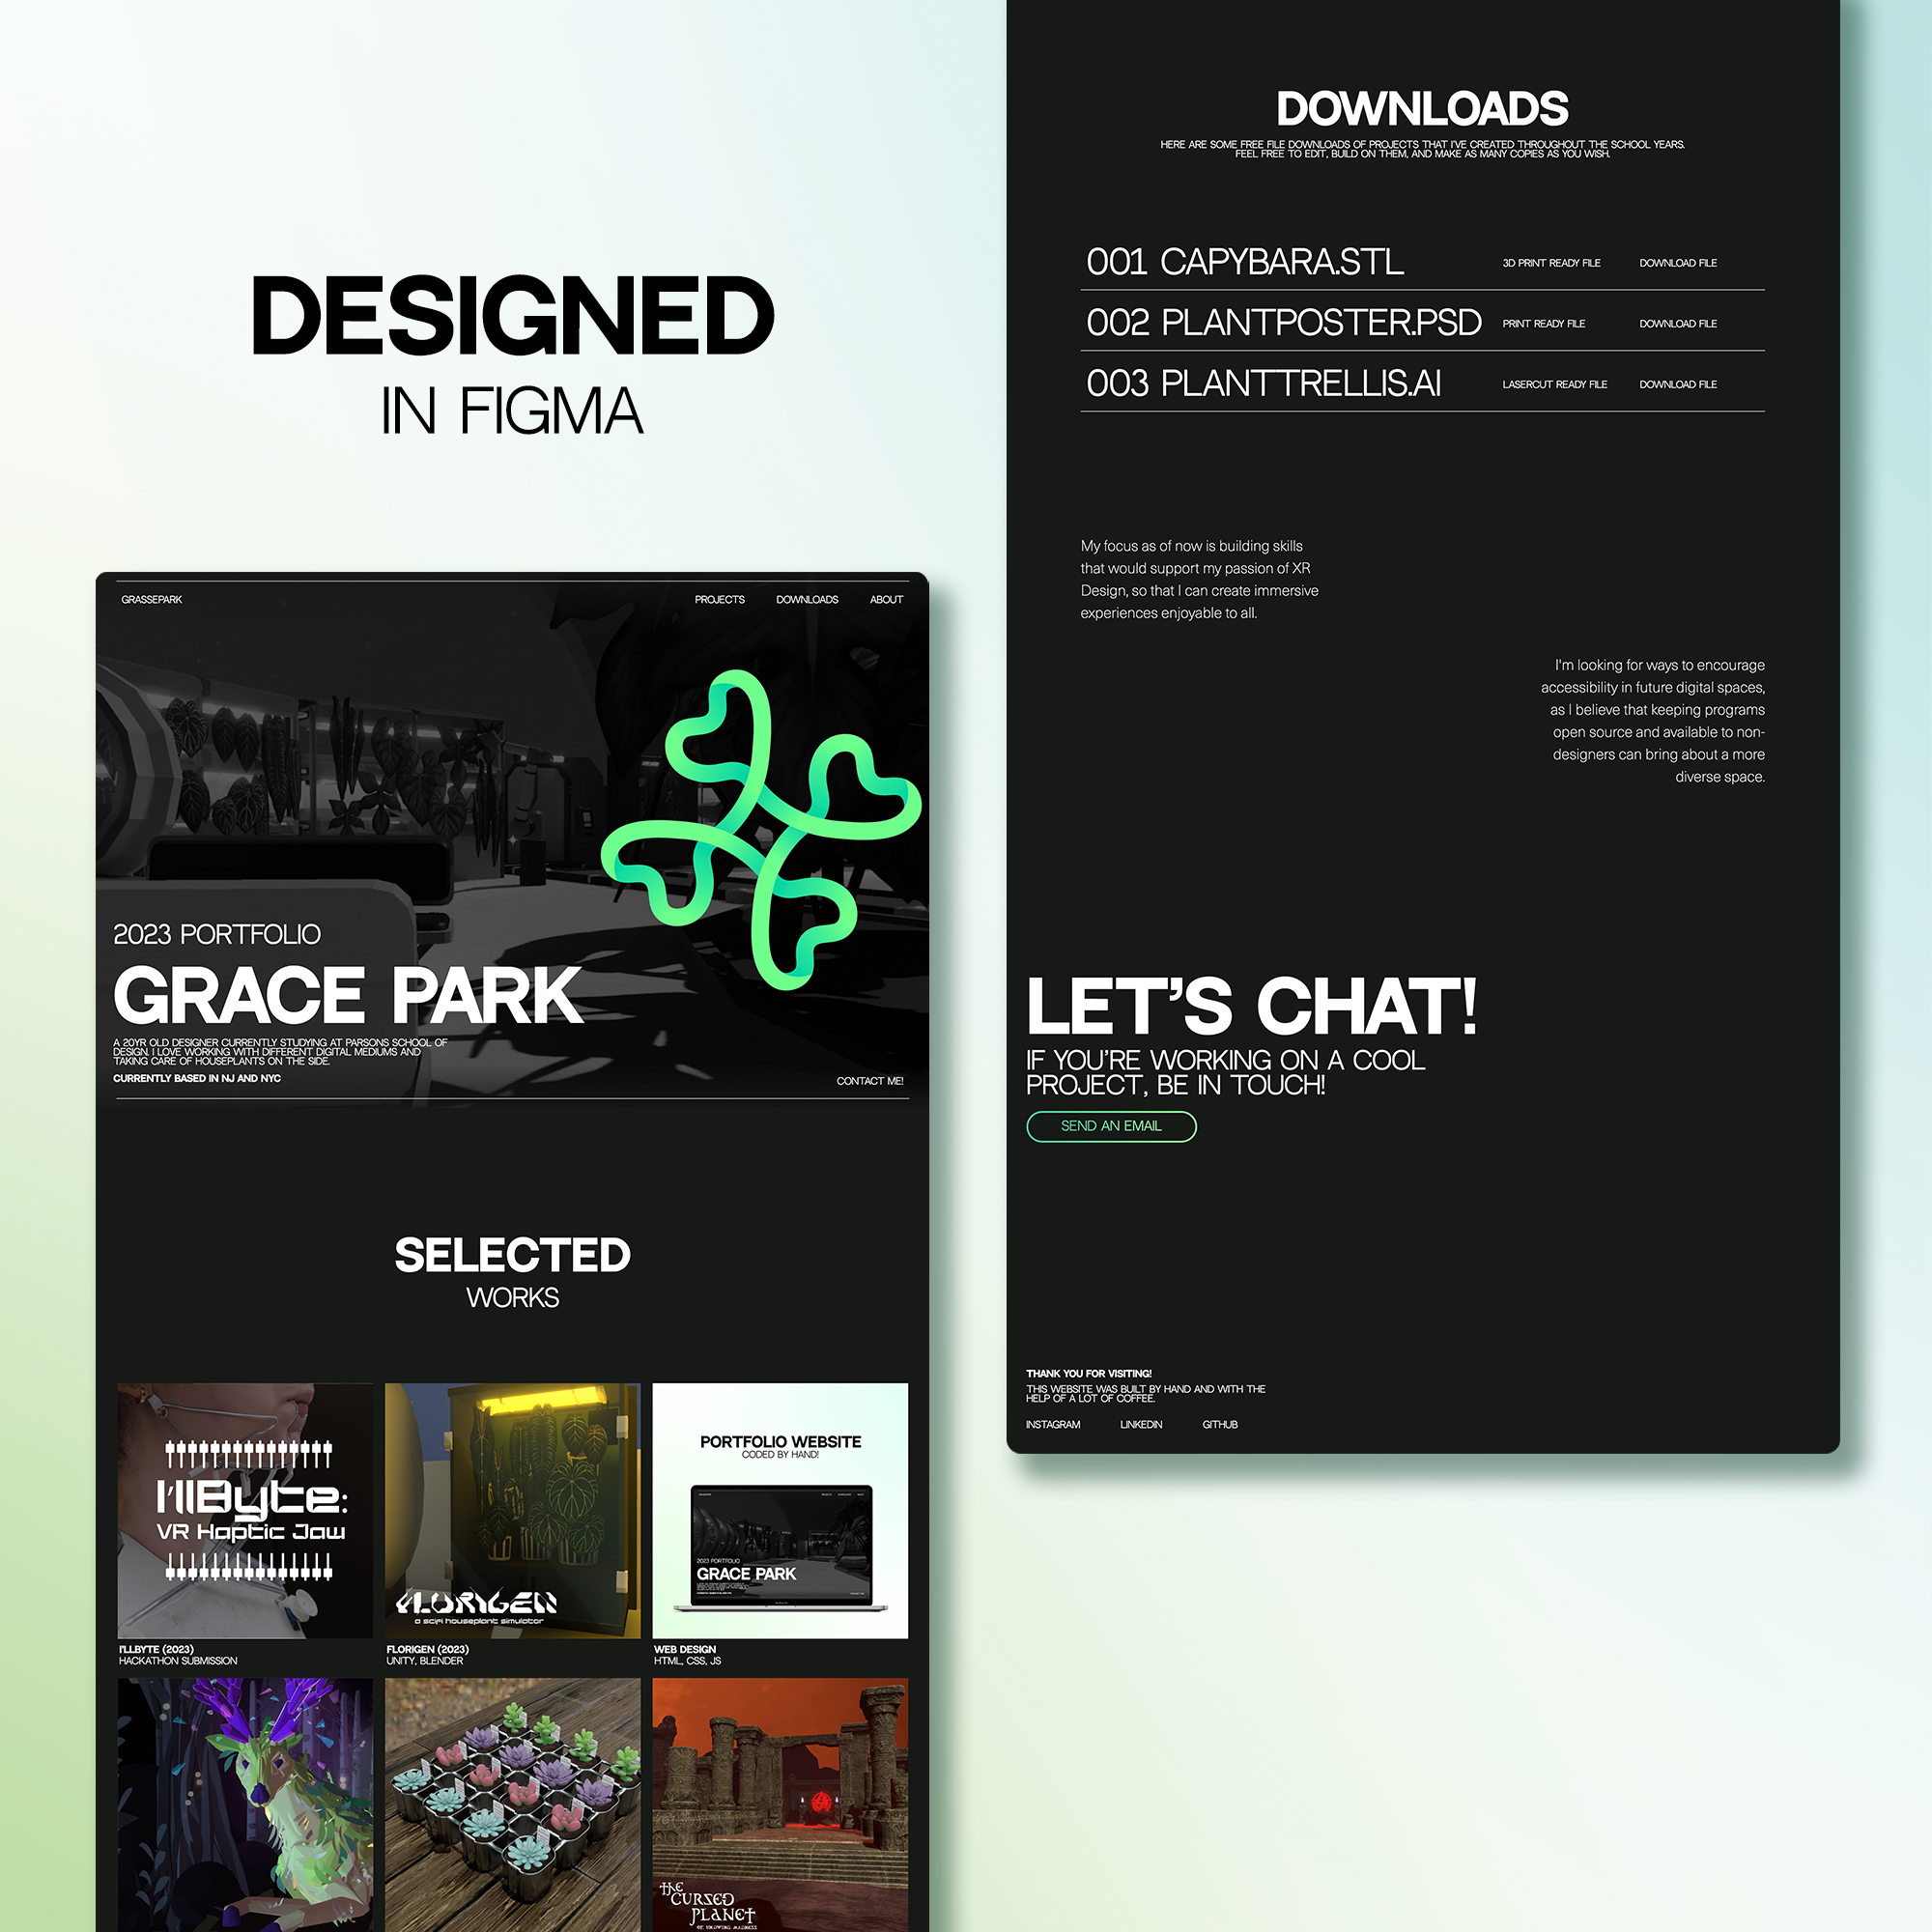 DESIGNED
IN FIGMA
GRASSEPARK
PROJECTS
DOWNLOADS
ABOUT
2023 PORTFOLIO
GRACE PARK
A 20YR OLD DESIGNER CURRENTLY STUDYING AT PARSONS SCHOOL OF
DESIGN. I LOVE WORKING WITH DIFFERENT DIGITAL MEDIUMS AND
TAKING CARE OF HOUSEPLANTS ON THE SIDE.
CURRENTLY BASED IN NJ AND NYC
CONTACT ME!
SELECTED
WORKS
I'llByte:
VR Haptic Jaw
FLORIGEN
a scifi houseplant simulator
PORTFOLIO WEBSITE
CODED BY HAND!
2023 PORTFOLIO
GRACE PARK
I'LLBYTE (2023)
HACKATHON SUBMISSION
FLORIGEN (2023)
UNITY, BLENDER
WEB DESIGN
HTML, CSS, JS
THE
CURSED
PLANET
OF UNKNOWING MADNESS
DOWNLOADS
HERE ARE SOME FREE FILE DOWNLOADS OF PROJECTS THAT I'VE CREATED THROUGHOUT THE SCHOOL YEARS.
FEEL FREE TO EDIT, BUILD ON THEM, AND MAKE AS MANY COPIES AS YOU WISH.
001 CAPYBARA.STL
3D PRINT READY FILE
DOWNLOAD FILE
002 PLANTPOSTER.PSD
PRINT READY FILE
DOWNLOAD FILE
003 PLANTTRELLIS.AI
LASERCUT READY FILE
DOWNLOAD FILE
My focus as of now is building skills
that would support my passion of XR
Design, so that I can create immersive
experiences enjoyable to all.
I'm looking for ways to encourage
accessibility in future digital spaces,
as I believe that keeping programs
open source and available to non-
designers can bring about a more
diverse space.
LET'S CHAT!
IF YOU'RE WORKING ON A COOL
PROJECT, BE IN TOUCH!
SEND AN EMAIL
THANK YOU FOR VISITING!
THIS WEBSITE WAS BUILT BY HAND AND WITH THE
HELP OF A LOT OF COFFEE.
INSTAGRAM
LINKEDIN
GITHUB